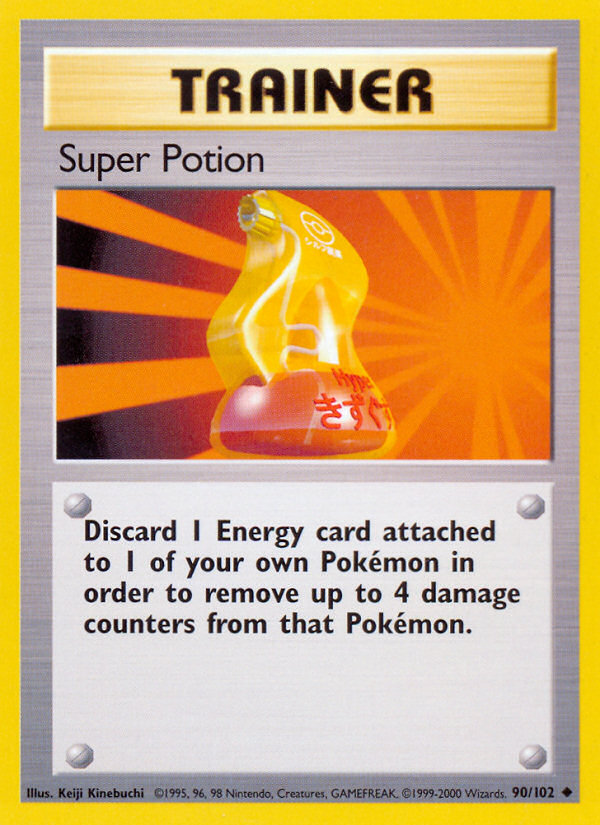 TRAINER
Super Potion
Hype
きずぐす
Discard 1 Energy card attached
to 1 of your own Pokémon in
order to remove up to 4 damage
counters from that Pokémon.
Illus. Keiji Kinebuchi ©1995, 96, 98 Nintendo, Creatures, GAMEFREAK. ©1999-2000 Wizards. 90/102